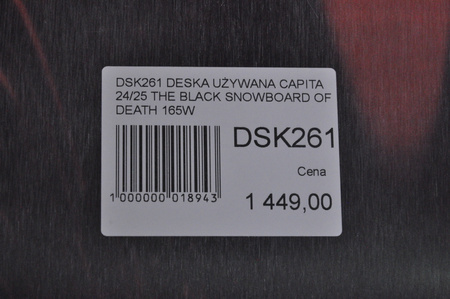 DSK261 DESKA UŻYWANA CAPITA
24/25 THE BLACK SNOWBOARD OF
DEATH 165W
DSK261
Cena
1 449,00
1 000000 018943